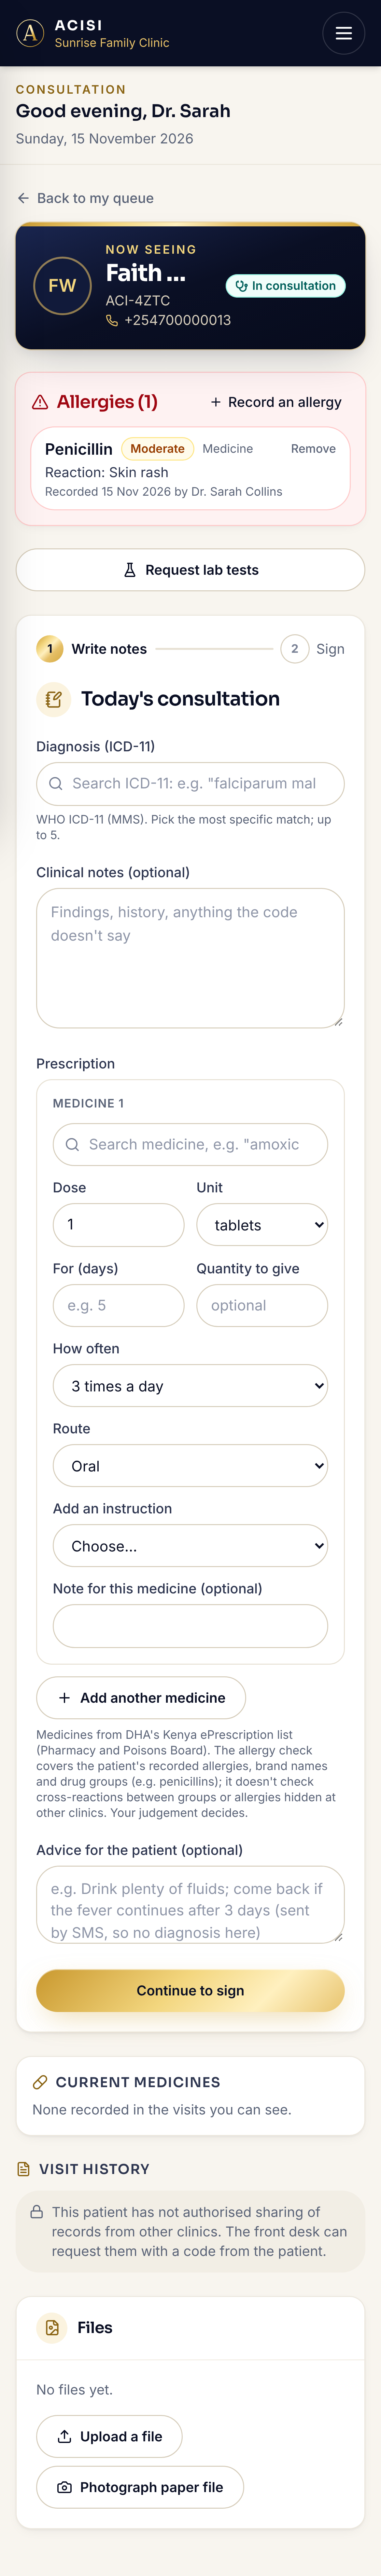 A
ACISI
Sunrise Family Clinic
CONSULTATION
Good evening, Dr. Sarah
Sunday, 15 November 2026
Back to my queue
FW
NOW SEEING
Faith ...
ACI-4ZTC
+254700000013
In consultation
Allergies (1)
Record an allergy
Penicillin Moderate Medicine Remove
Reaction: Skin rash
Recorded 15 Nov 2026 by Dr. Sarah Collins
Request lab tests
1 Write notes 2 Sign
Today's consultation
Diagnosis (ICD-11)
Search ICD-11: e.g. "falciparum mal
WHO ICD-11 (MMS). Pick the most specific match; up
to 5.
Clinical notes (optional)
Findings, history, anything the code
doesn't say
Prescription
MEDICINE 1
Search medicine, e.g. "amoxic
Dose Unit
1 tablets
For (days) Quantity to give
e.g. 5 optional
How often
3 times a day
Route
Oral
Add an instruction
Choose...
Note for this medicine (optional)
Add another medicine
Medicines from DHA's Kenya ePrescription list
(Pharmacy and Poisons Board). The allergy check
covers the patient's recorded allergies, brand names
and drug groups (e.g. penicillins); it doesn't check
cross-reactions between groups or allergies hidden at
other clinics. Your judgement decides.
Advice for the patient (optional)
e.g. Drink plenty of fluids; come back if
the fever continues after 3 days (sent
by SMS, so no diagnosis here)
Continue to sign
CURRENT MEDICINES
None recorded in the visits you can see.
VISIT HISTORY
This patient has not authorised sharing of
records from other clinics. The front desk can
request them with a code from the patient.
Files
No files yet.
Upload a file
Photograph paper file